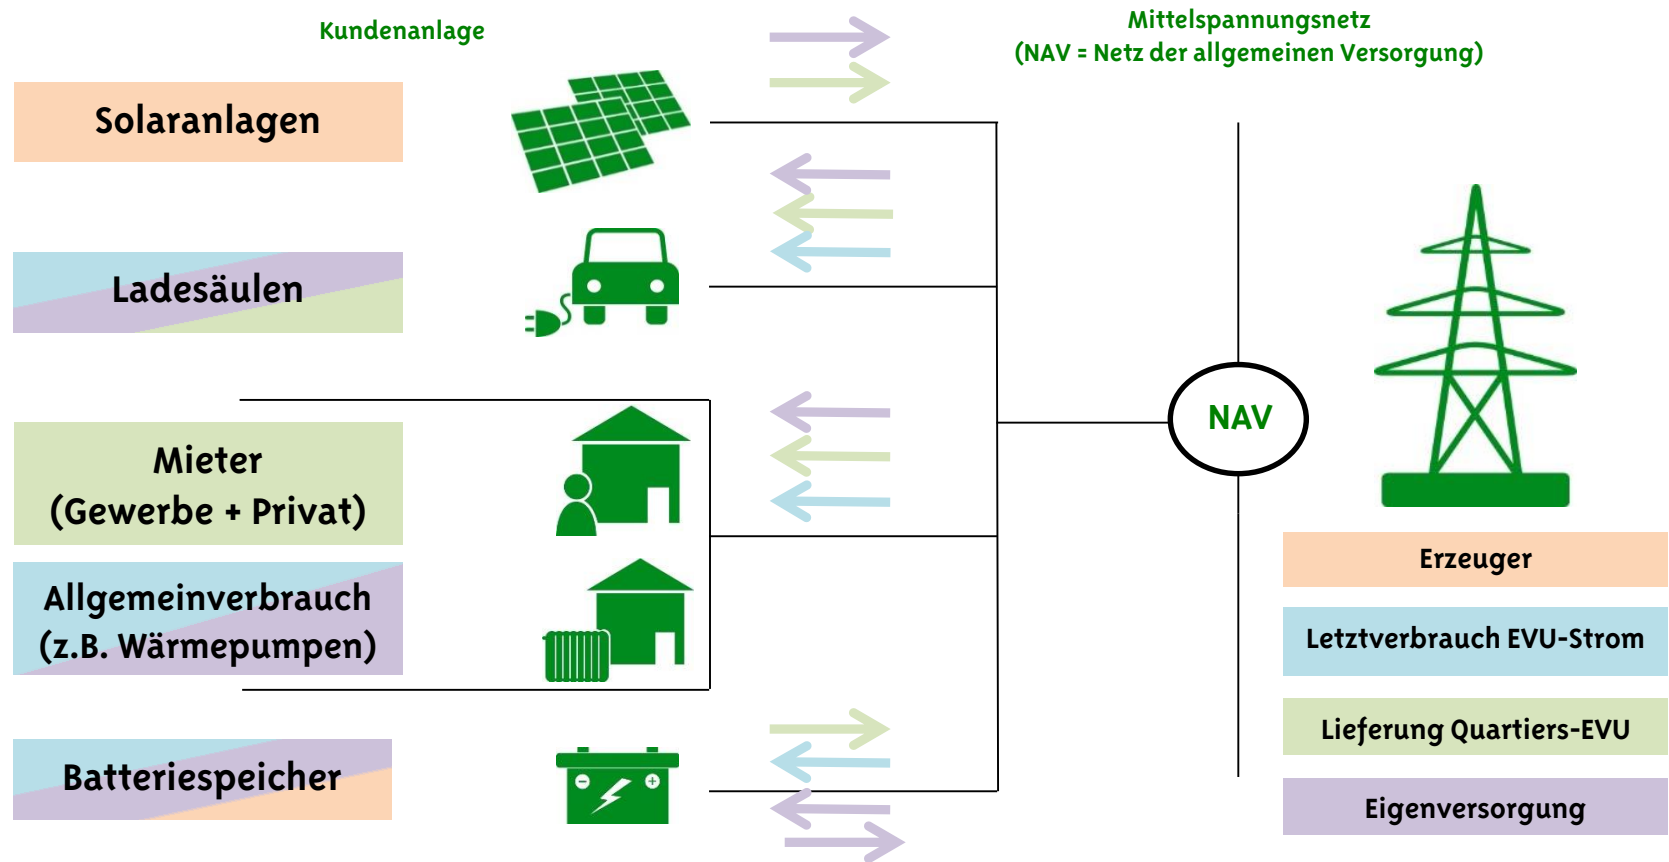 Kundenanlage
Mittelspannungsnetz
(NAV = Netz der allgemeinen Versorgung)
Solaranlagen
Ladesäulen
Mieter
(Gewerbe + Privat)
Allgemeinverbrauch
(z.B. Wärmepumpen)
Batteriespeicher
NAV
Erzeuger
Letztverbrauch EVU-Strom
Lieferung Quartiers-EVU
Eigenversorgung